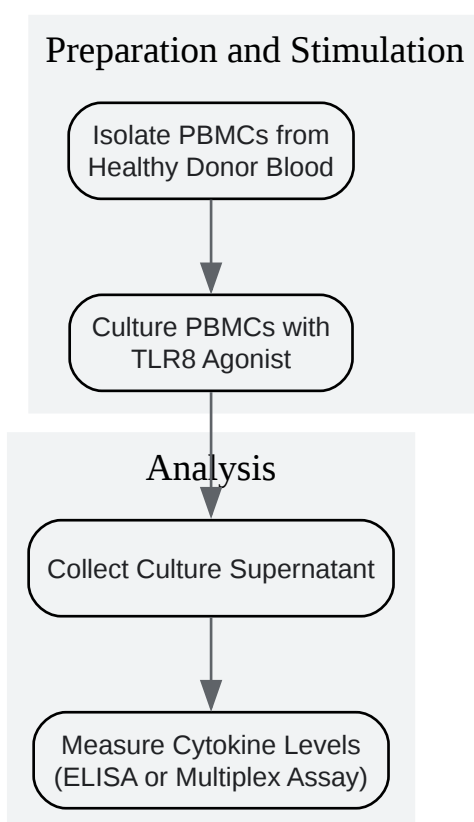 Preparation and Stimulation
Isolate PBMCs from
Healthy Donor Blood
Culture PBMCs with
TLR8 Agonist
Analysis
Collect Culture Supernatant
Measure Cytokine Levels
(ELISA or Multiplex Assay)